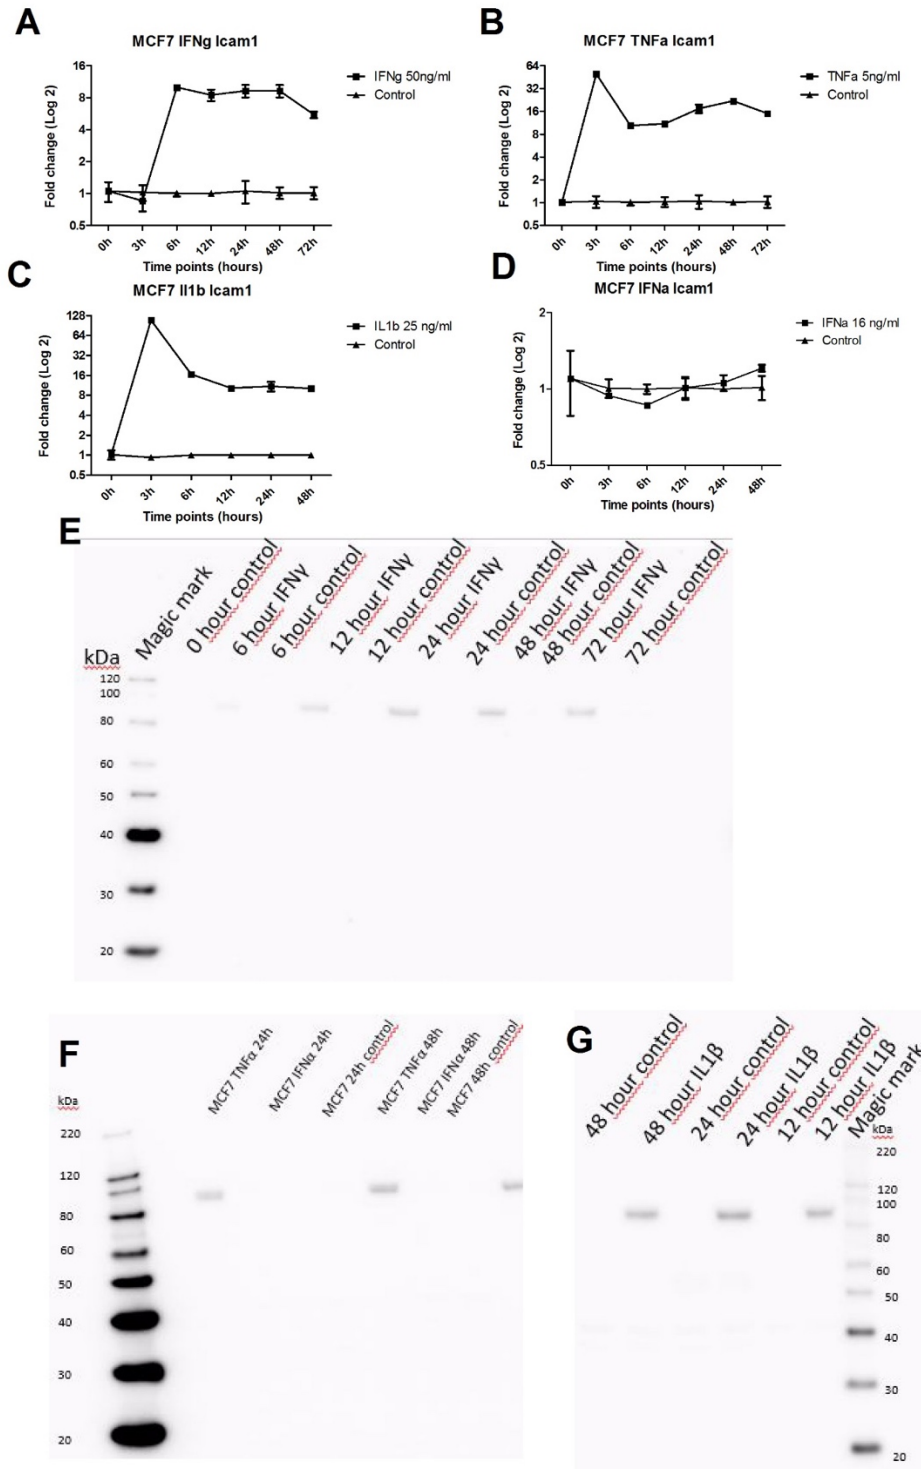 A
MCF7 IFNg Icam1
Fold change (Log 2)
16
8
4
2
1
0.5
0h
3h
6h
12h
24h
48h
72h
Time points (hours)
IFNg 50ng/ml
Control
B
MCF7 TNFa Icam1
Fold change (Log 2)
64
32
16
8
4
2
1
0.5
0h
3h
6h
12h
24h
48h
72h
Time points (hours)
TNFa 5ng/ml
Control
C
MCF7 Il1b Icam1
Fold change (Log 2)
128
64
32
16
8
4
2
1
0.5
0h
3h
6h
12h
24h
48h
Time points (hours)
IL1b 25 ng/ml
Control
D
MCF7 IFNa Icam1
Fold change (Log 2)
2
1
0.5
0h
3h
6h
12h
24h
48h
Time points (hours)
IFNa 16 ng/ml
Control
E
kDa
Magic mark
0 hour control
6 hour IFNγ
6 hour control
12 hour IFNγ
12 hour control
24 hour IFNγ
24 hour control
48 hour IFNγ
48 hour control
72 hour IFNγ
72 hour control
120
100
80
60
50
40
30
20
F
kDa
MCF7 TNFα 24h
MCF7 IFNα 24h
MCF7 24h control
MCF7 TNFα 48h
MCF7 IFNα 48h
MCF7 48h control
220
120
80
60
50
40
30
20
G
48 hour control
48 hour IL1β
24 hour control
24 hour IL1β
12 hour control
12 hour IL1β
Magic mark
kDa
220
120
100
80
60
50
40
30
20